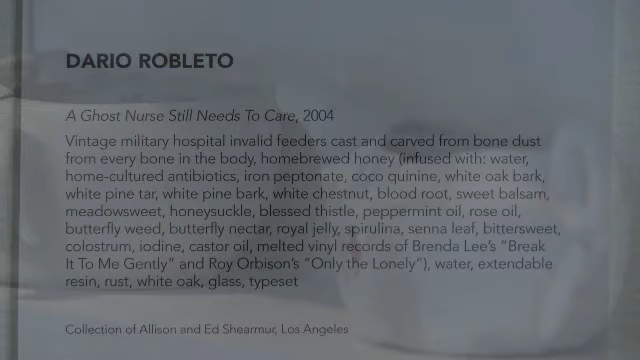 DARIO ROBLETO
A Ghost Nurse Still Needs To Care, 2004
Vintage military hospital invalid feeders cast and carved from bone dust
from every bone in the body, homebrewed honey (infused with: water,
home-cultured antibiotics, iron peptonate, coco quinine, white oak bark,
white pine tar, white pine bark, white chestnut, blood root, sweet balsam,
meadowsweet, honeysuckle, blessed thistle, peppermint oil, rose oil,
butterfly weed, butterfly nectar, royal jelly, spirulina, senna leaf, bittersweet,
colostrum, iodine, castor oil, melted vinyl records of Brenda Lee's "Break
It To Me Gently" and Roy Orbison's "Only the Lonely"), water, extendable
resin, rust, white oak, glass, typeset
Collection of Allison and Ed Shearmur, Los Angeles